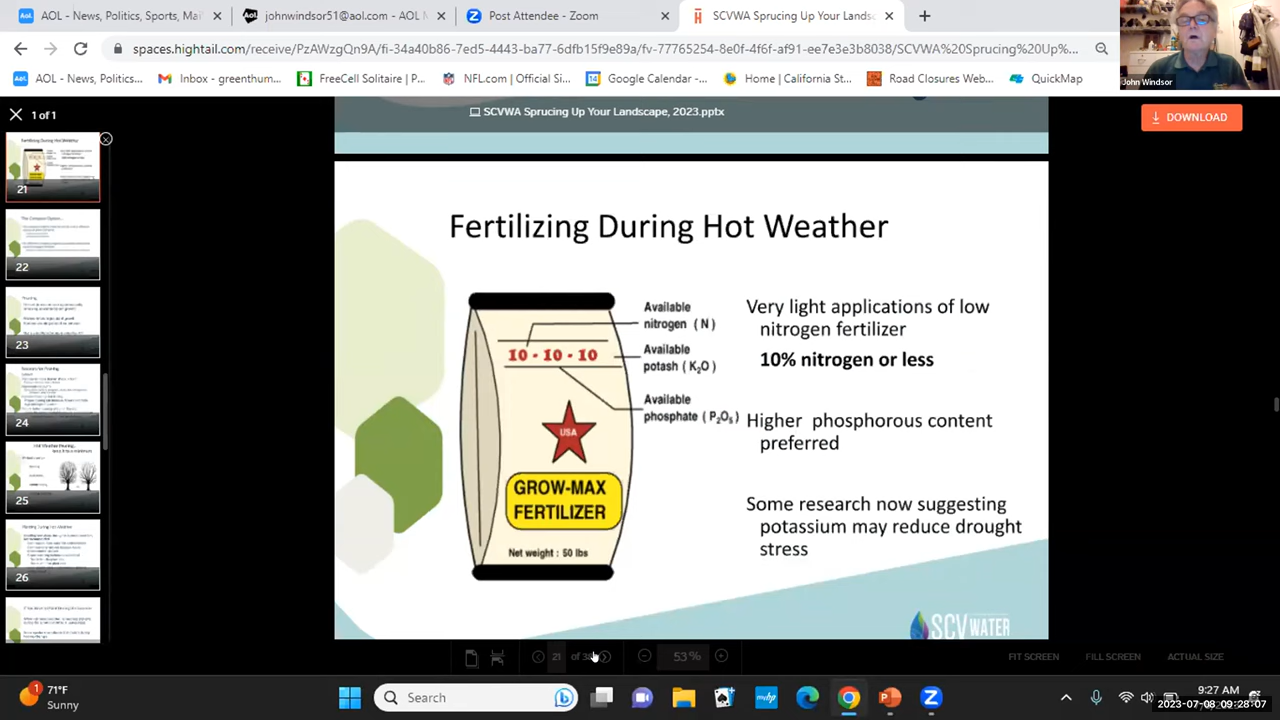 AOL - News, Politics, Sports, Ma
johnwindsor51@aol.com - AOL
Post Attendee - Zoom
SCVWA Sprucing Up Your Lands
spaces.hightail.com/receive/PzAWzgQn9A/fi-34a40b86-7ed5-4443-ba77-6dfb15f9e89a/fv-77765254-8e0f-4f6f-af91-ee7e3e3b8038/SCVWA%20Sprucing%20Up%...
AOL - News, Politics...
Inbox - greenthum...
FreeCellSolitaire | P...
NFL.com | Official Si...
Google Calendar -...
Home | California St...
Road Closures Web...
QuickMap
John Windsor
1 of 1
SCVWA Spucing Up Your Landscape, 2023.pptx
DOWNLOAD
21
22
23
24
25
26
Fertilizing During Hot Weather
Available
nitrogen ( N )
10 - 10 - 10
Available
potash ( K₂O )
Available
phosphate ( P₂O₅ )
USA
GROW-MAX
FERTILIZER
Net weight : 50 lbs
Very light applications of low
nitrogen fertilizer
10% nitrogen or less
Higher phosphorous content
preferred
Some research now suggesting
potassium may reduce drought
stress
WATER
21 of
53 %
FIT SCREEN
FILL SCREEN
ACTUAL SIZE
1
71°F
Sunny
Search
9:27 AM
2023-07-08 09:28:07